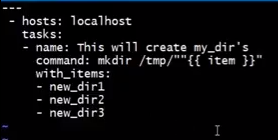 ---
- hosts: localhost
tasks:
- name: This will create my_dir's
command: mkdir /tmp/""{{ item }}"
with_items:
- new_dir1
- new_dir2
- new_dir3
~
~